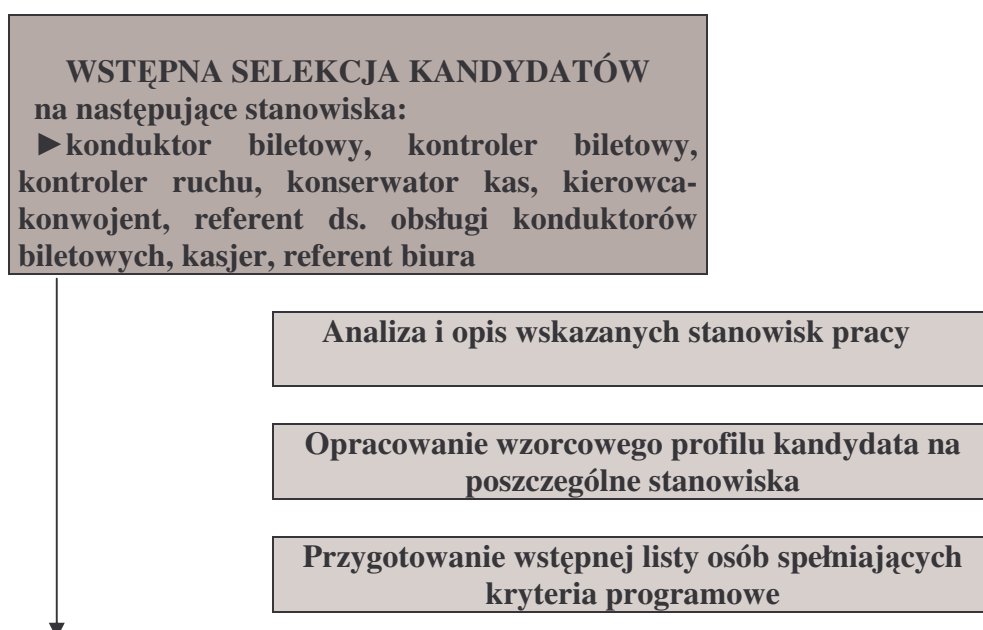 WSTĘPNA SELEKCJA KANDYDATÓW
na następujące stanowiska:
►konduktor biletowy, kontroler biletowy,
kontroler ruchu, konserwator kas, kierowca-
konwojent, referent ds. obsługi konduktorów
biletowych, kasjer, referent biura
Analiza i opis wskazanych stanowisk pracy
Opracowanie wzorcowego profilu kandydata na
poszczególne stanowiska
Przygotowanie wstępnej listy osób spełniających
kryteria programowe